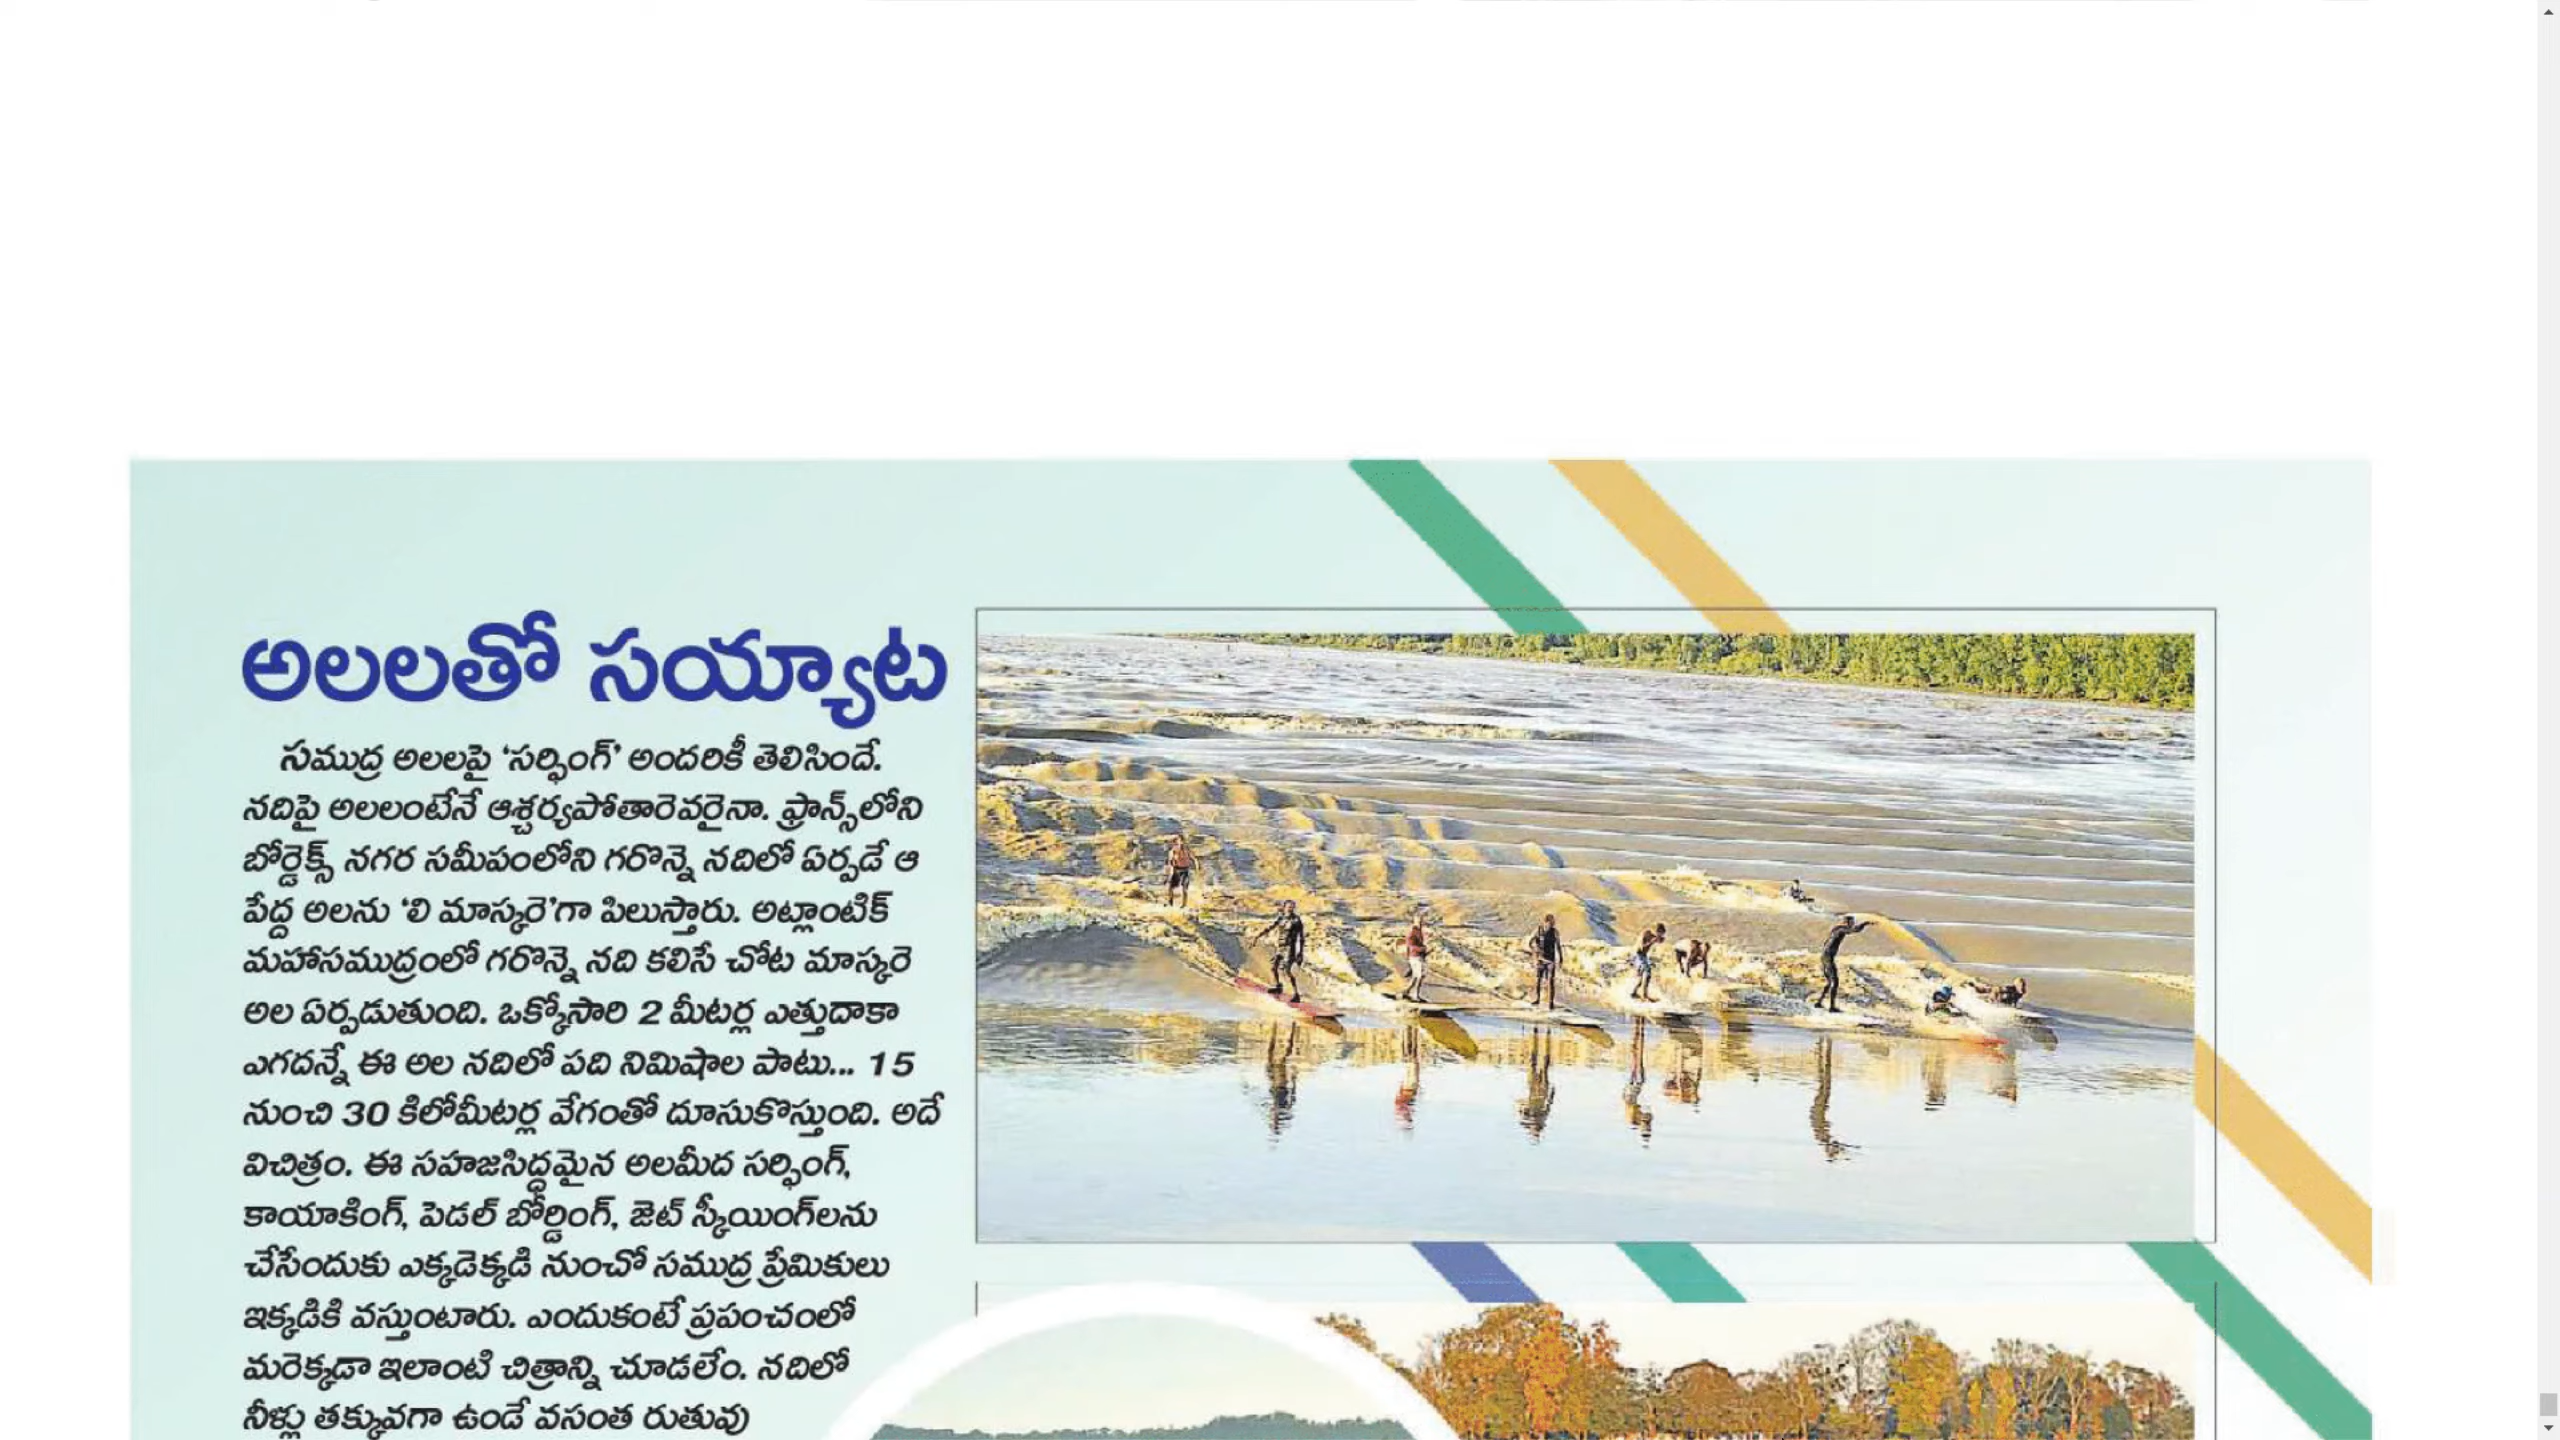 అలలతో సయ్యాట
సముద్ర అలలపై ‘సర్ఫింగ్’ అందరికీ తెలిసిందే.
నదిపై అలలంటేనే ఆశ్చర్యపోతారెవరైనా. ఫ్రాన్స్‌లోని
బోర్డెక్స్ నగర సమీపంలోని గరొన్నె నదిలో ఏర్పడే ఆ
పేద్ద అలను ‘లి మాస్కరె’గా పిలుస్తారు. అట్లాంటిక్
మహాసముద్రంలో గరొన్నె నది కలిసే చోట మాస్కరె
అల ఏర్పడుతుంది. ఒక్కోసారి 2 మీటర్ల ఎత్తుదాకా
ఎగదన్నే ఈ అల నదిలో పది నిమిషాల పాటు... 15
నుంచి 30 కిలోమీటర్ల వేగంతో దూసుకొస్తుంది. అదే
విచిత్రం. ఈ సహజసిద్ధమైన అలమీద సర్ఫింగ్,
కాయాకింగ్, పెడల్ బోర్డింగ్, జెట్ స్కీయింగ్‌లను
చేసేందుకు ఎక్కడెక్కడి నుంచో సముద్ర ప్రేమికులు
ఇక్కడికి వస్తుంటారు. ఎందుకంటే ప్రపంచంలో
మరెక్కడా ఇలాంటి చిత్రాన్ని చూడలేం. నదిలో
నీళ్లు తక్కువగా ఉండే వసంత రుతువు